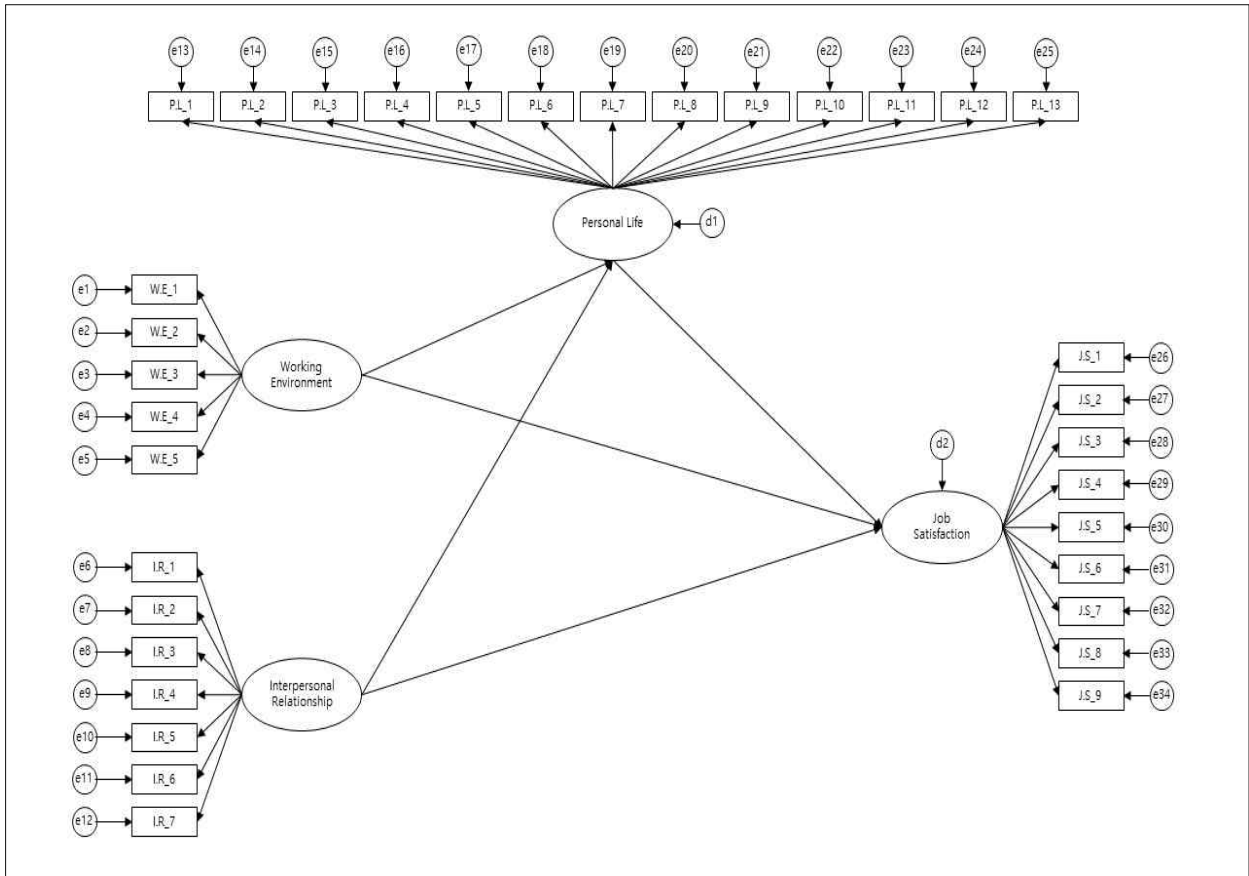 e13 e14 e15 e16 e17 e18 e19 e20 e21 e22 e23 e24 e25
P.L_1 P.L_2 P.L_3 P.L_4 P.L_5 P.L_6 P.L_7 P.L_8 P.L_9 P.L_10 P.L_11 P.L_12 P.L_13
Personal Life
d1
e1 W.E_1
e2 W.E_2
e3 W.E_3
e4 W.E_4
e5 W.E_5
Working
Environment
e6 I.R_1
e7 I.R_2
e8 I.R_3
e9 I.R_4
e10 I.R_5
e11 I.R_6
e12 I.R_7
Interpersonal
Relationship
d2
Job
Satisfaction
J.S_1 e26
J.S_2 e27
J.S_3 e28
J.S_4 e29
J.S_5 e30
J.S_6 e31
J.S_7 e32
J.S_8 e33
J.S_9 e34